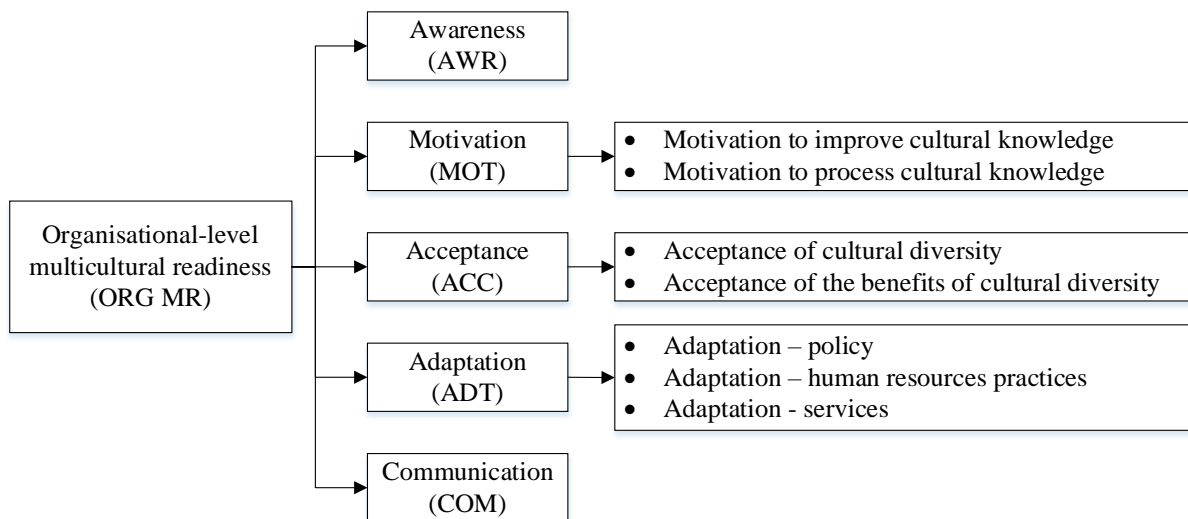 Organisational-level
multicultural readiness
(ORG MR)
Awareness
(AWR)
Motivation
(MOT)
• Motivation to improve cultural knowledge
• Motivation to process cultural knowledge
Acceptance
(ACC)
• Acceptance of cultural diversity
• Acceptance of the benefits of cultural diversity
Adaptation
(ADT)
• Adaptation – policy
• Adaptation – human resources practices
• Adaptation - services
Communication
(COM)